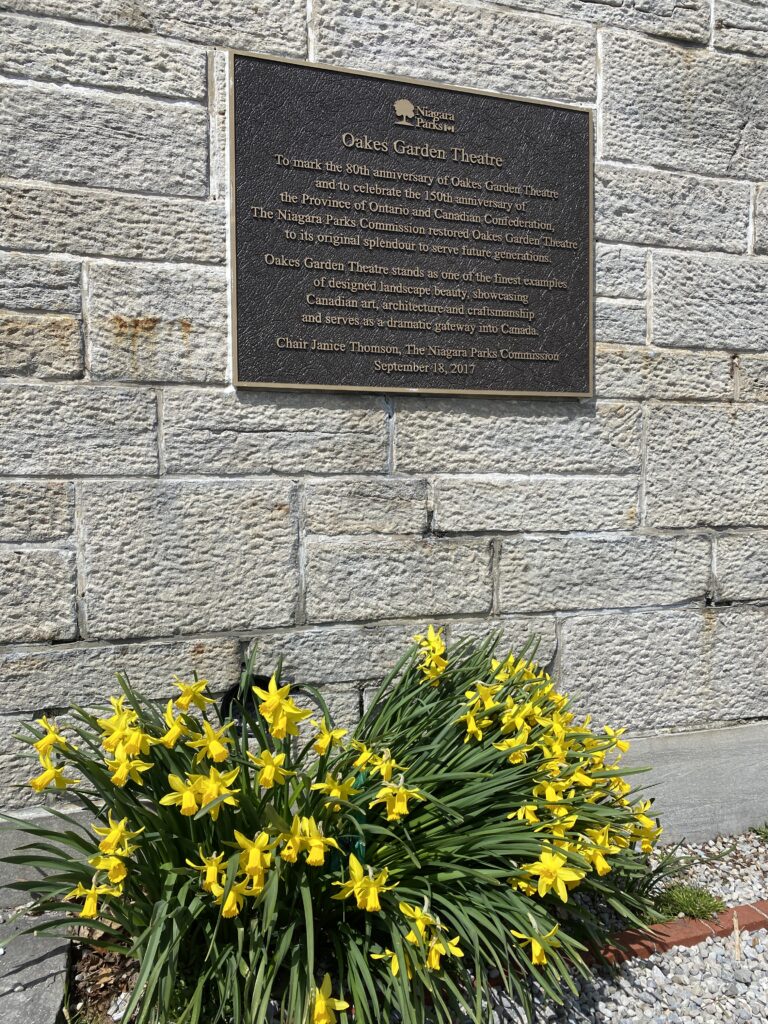 Niagara
Parks
Oakes Garden Theatre
To mark the 80th anniversary of Oakes Garden Theatre
and to celebrate the 150th anniversary of
the Province of Ontario and Canadian Confederation,
The Niagara Parks Commission restored Oakes Garden Theatre
to its original splendour to serve future generations.
Oakes Garden Theatre stands as one of the finest examples
of designed landscape beauty, showcasing
Canadian art, architecture and craftsmanship
and serves as a dramatic gateway into Canada.
Chair Janice Thomson, The Niagara Parks Commission
September 18, 2017